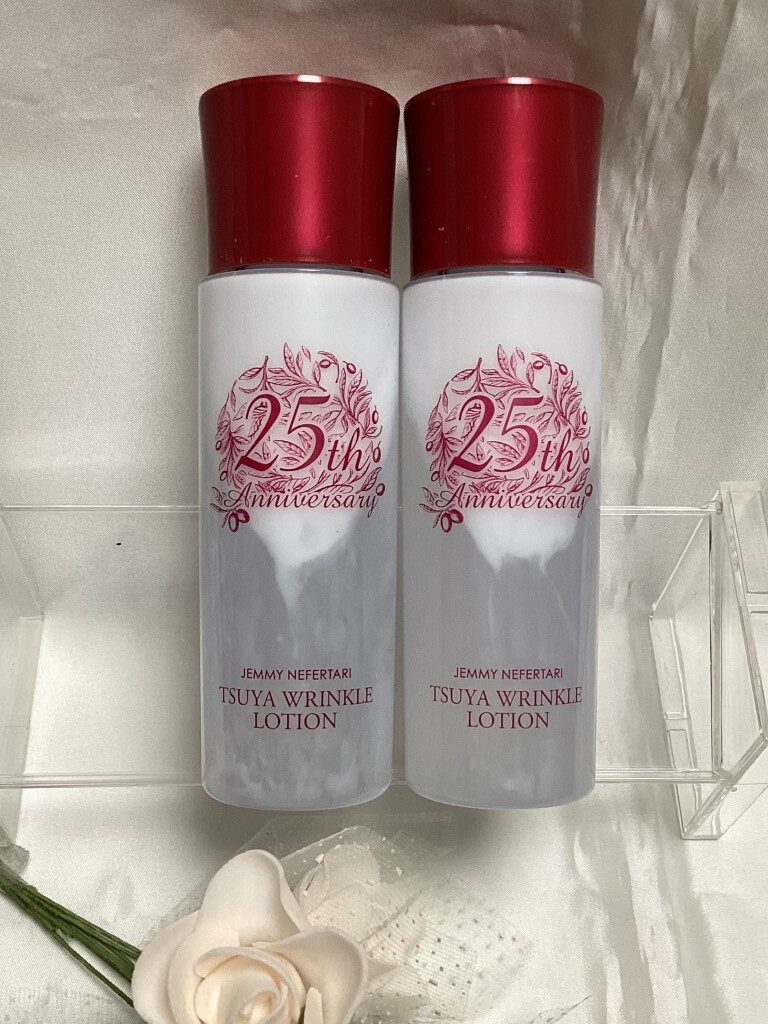 25th
Anniversary
JEMMY NEFERTARI
TSUYA WRINKLE
LOTION
25th
Anniversary
JEMMY NEFERTARI
TSUYA WRINKLE
LOTION